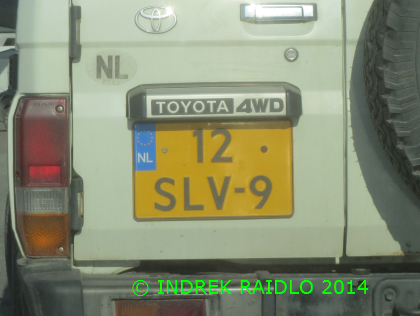 TOYOTA
NL
TOYOTA 4WD
12
NL
SLV-9
© INDREK RAIDLO 2014